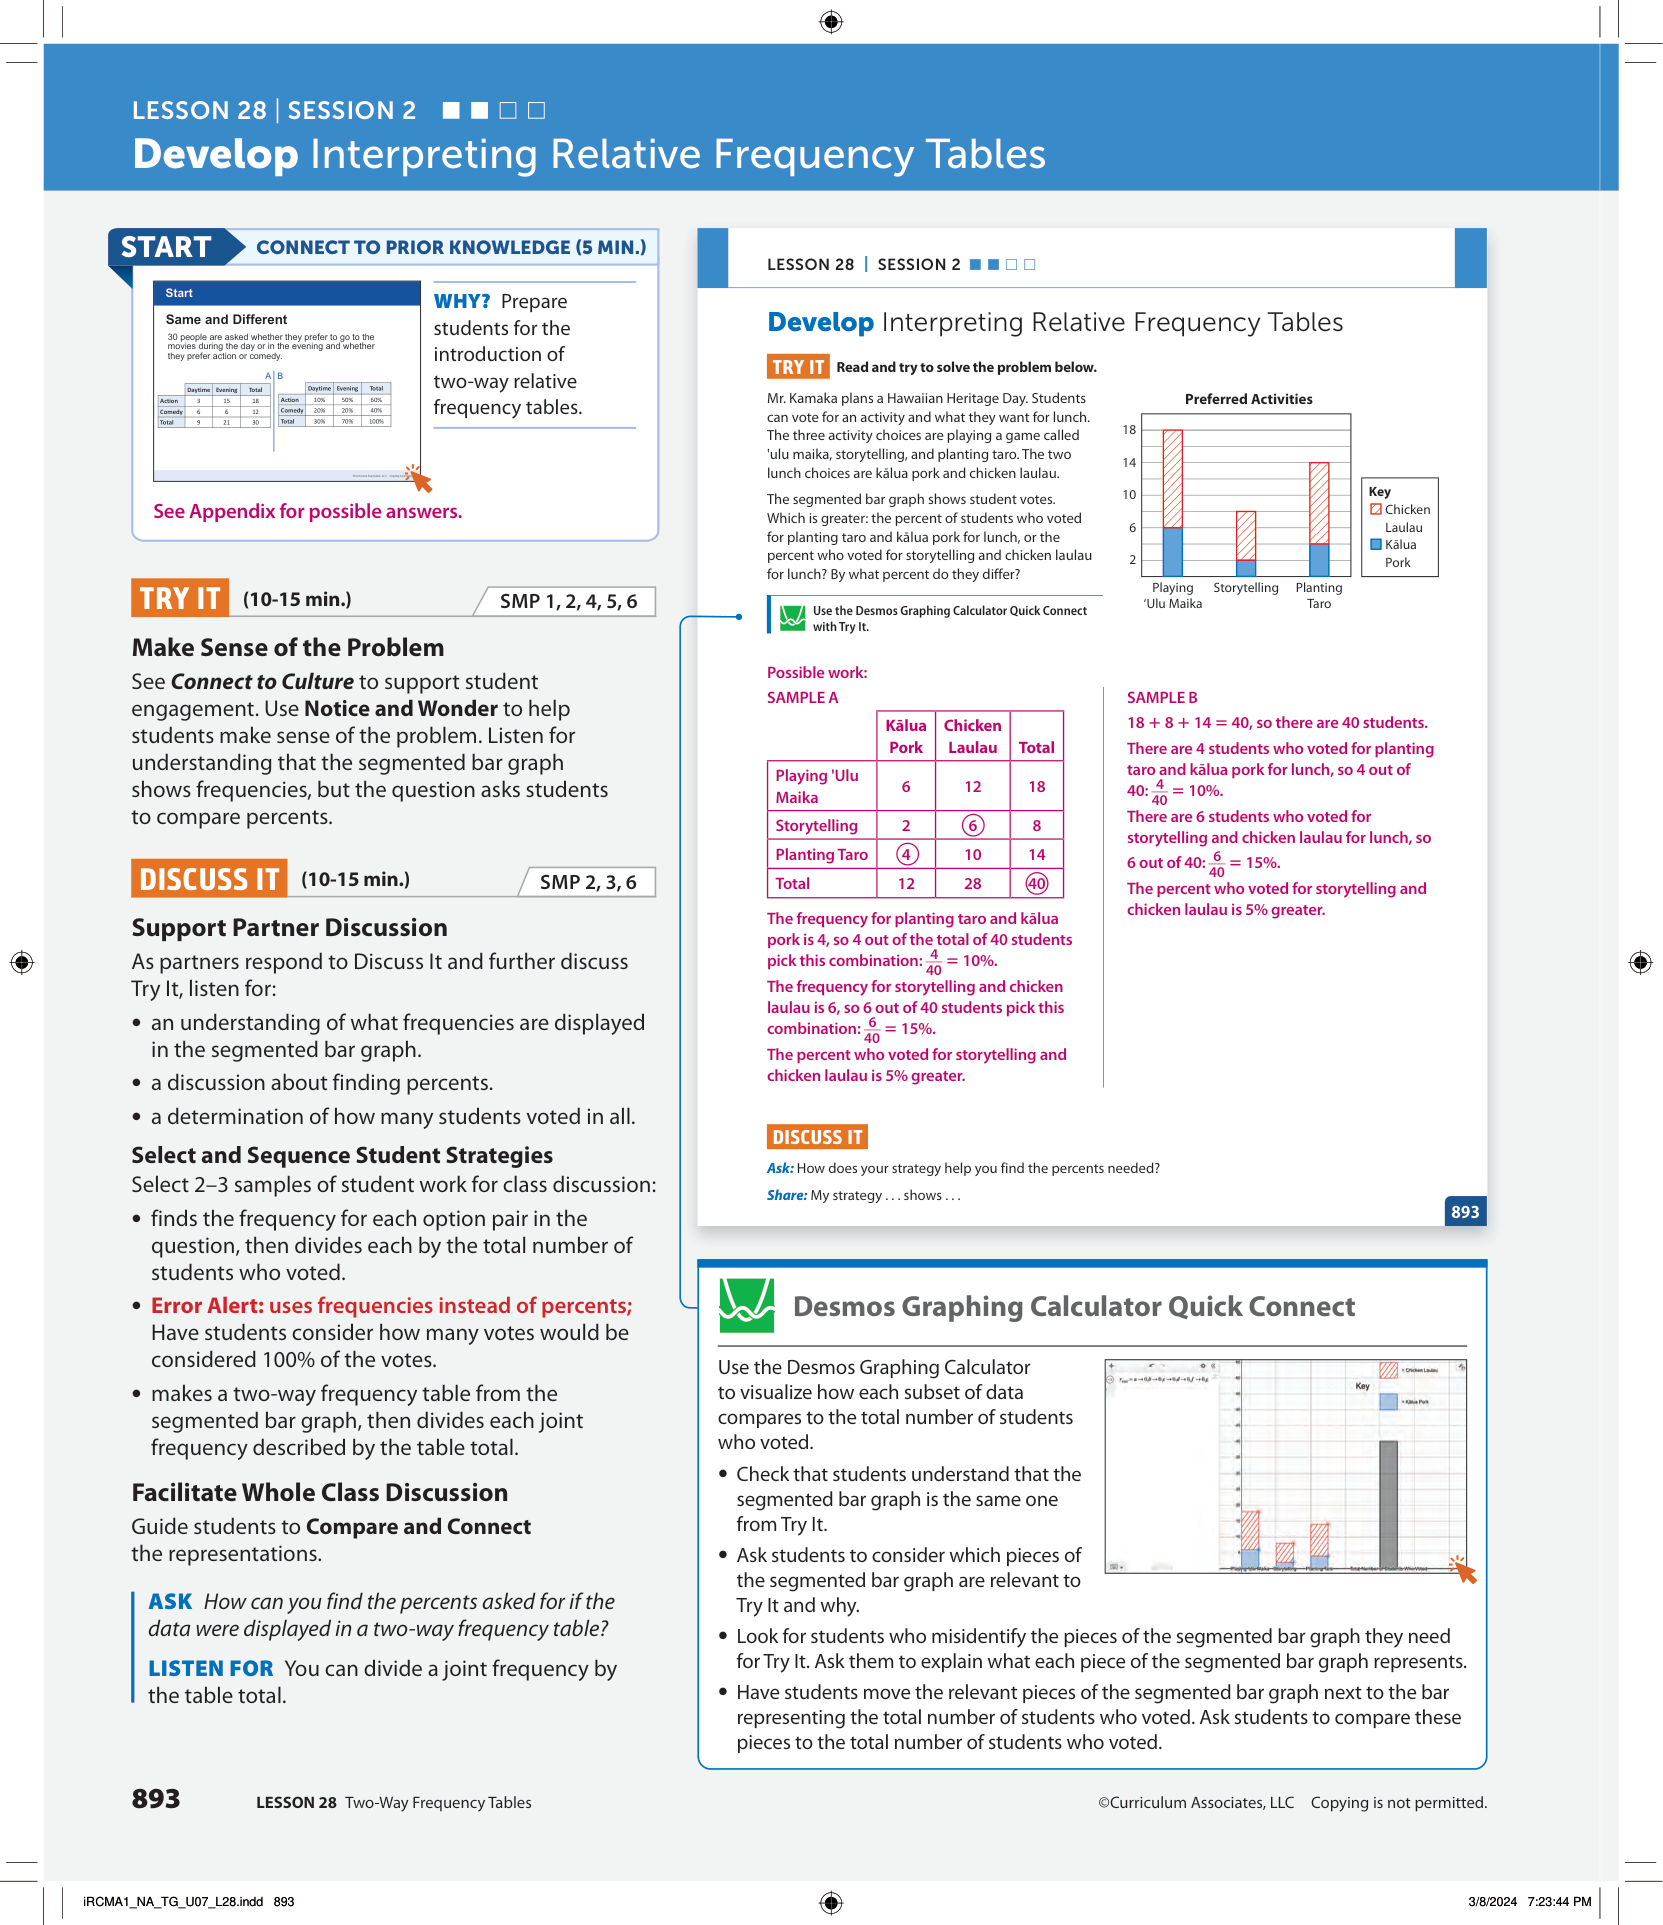 LESSON 28 | SESSION 2
Develop Interpreting Relative Frequency Tables
START
CONNECT TO PRIOR KNOWLEDGE (5 MIN.)
Start
Same and Different
30 people are asked whether they prefer to go to the
movies during the day or in the evening and whether
they prefer action or comedy.
A B
Daytime Evening Total
Action 3 15 18
Comedy 6 6 12
Total 9 21 30
Daytime Evening Total
Action 10% 50% 60%
Comedy 20% 20% 40%
Total 30% 70% 100%
WHY? Prepare
students for the
introduction of
two-way relative
frequency tables.
See Appendix for possible answers.
TRY IT (10-15 min.) SMP 1, 2, 4, 5, 6
Make Sense of the Problem
See Connect to Culture to support student
engagement. Use Notice and Wonder to help
students make sense of the problem. Listen for
understanding that the segmented bar graph
shows frequencies, but the question asks students
to compare percents.
DISCUSS IT (10-15 min.) SMP 2, 3, 6
Support Partner Discussion
As partners respond to Discuss It and further discuss
Try It, listen for:
• an understanding of what frequencies are displayed
in the segmented bar graph.
• a discussion about finding percents.
• a determination of how many students voted in all.
Select and Sequence Student Strategies
Select 2–3 samples of student work for class discussion:
• finds the frequency for each option pair in the
question, then divides each by the total number of
students who voted.
• Error Alert: uses frequencies instead of percents;
Have students consider how many votes would be
considered 100% of the votes.
• makes a two-way frequency table from the
segmented bar graph, then divides each joint
frequency described by the table total.
Facilitate Whole Class Discussion
Guide students to Compare and Connect
the representations.
ASK How can you find the percents asked for if the
data were displayed in a two-way frequency table?
LISTEN FOR You can divide a joint frequency by
the table total.
LESSON 28 | SESSION 2
Develop Interpreting Relative Frequency Tables
TRY IT Read and try to solve the problem below.
Mr. Kamaka plans a Hawaiian Heritage Day. Students
can vote for an activity and what they want for lunch.
The three activity choices are playing a game called
'ulu maika, storytelling, and planting taro. The two
lunch choices are kālua pork and chicken laulau.
The segmented bar graph shows student votes.
Which is greater: the percent of students who voted
for planting taro and kālua pork for lunch, or the
percent who voted for storytelling and chicken laulau
for lunch? By what percent do they differ?
Preferred Activities
18
14
10
6
2
Playing
‘Ulu Maika
Storytelling
Planting
Taro
Key
Chicken
Laulau
Kālua
Pork
Use the Desmos Graphing Calculator Quick Connect
with Try It.
Possible work:
SAMPLE A
Kālua Pork Chicken Laulau Total
Playing 'Ulu Maika 6 12 18
Storytelling 2 6 8
Planting Taro 4 10 14
Total 12 28 40
The frequency for planting taro and kālua
pork is 4, so 4 out of the total of 40 students
pick this combination: 4/40 = 10%.
The frequency for storytelling and chicken
laulau is 6, so 6 out of 40 students pick this
combination: 6/40 = 15%.
The percent who voted for storytelling and
chicken laulau is 5% greater.
SAMPLE B
18 + 8 + 14 = 40, so there are 40 students.
There are 4 students who voted for planting
taro and kālua pork for lunch, so 4 out of
40: 4/40 = 10%.
There are 6 students who voted for
storytelling and chicken laulau for lunch, so
6 out of 40: 6/40 = 15%.
The percent who voted for storytelling and
chicken laulau is 5% greater.
DISCUSS IT
Ask: How does your strategy help you find the percents needed?
Share: My strategy . . . shows . . .
893
Desmos Graphing Calculator Quick Connect
Use the Desmos Graphing Calculator
to visualize how each subset of data
compares to the total number of students
who voted.
• Check that students understand that the
segmented bar graph is the same one
from Try It.
• Ask students to consider which pieces of
the segmented bar graph are relevant to
Try It and why.
• Look for students who misidentify the pieces of the segmented bar graph they need
for Try It. Ask them to explain what each piece of the segmented bar graph represents.
• Have students move the relevant pieces of the segmented bar graph next to the bar
representing the total number of students who voted. Ask students to compare these
pieces to the total number of students who voted.
Key
= Chicken Laulau
= Kālua Pork
893 LESSON 28 Two-Way Frequency Tables
©Curriculum Associates, LLC Copying is not permitted.
iRCMA1_NA_TG_U07_L28.indd 893
3/8/2024 7:23:44 PM